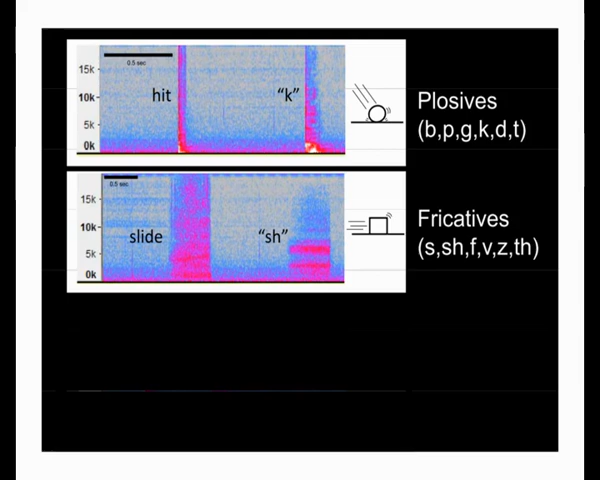 0.5 sec
15k
10k
5k
0k
hit
"k"
Plosives
(b,p,g,k,d,t)
0.5 sec
15k
10k
5k
0k
slide
"sh"
Fricatives
(s,sh,f,v,z,th)